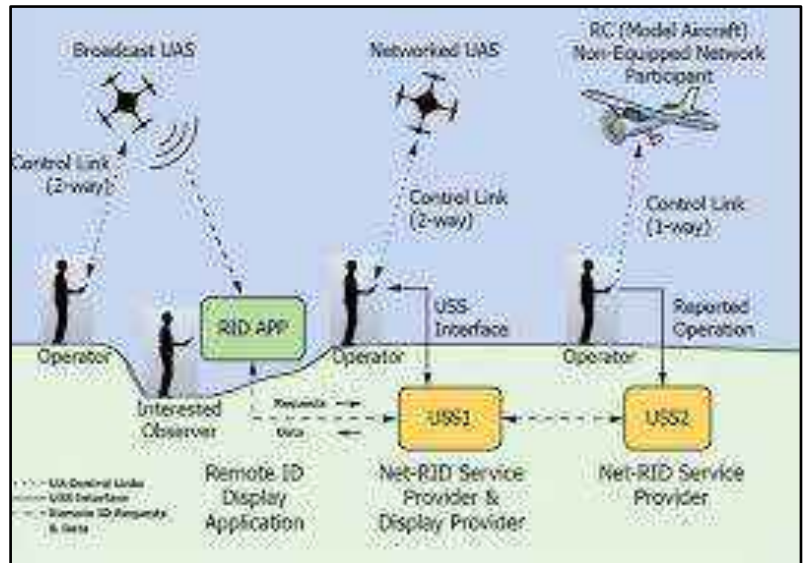 Broadcast UAS
Networked UAS
RC (Model Aircraft)
Non-Equipped Network
Participant
Control Link
(2-way)
Control Link
(2-way)
Control Link
(1-way)
RID APP
USS
Interface
Reported
Operation
Operator
Operator
Operator
Interested
Observer
Requests
Data
USS1
USS2
Remote ID
Display
Application
Net-RID Service
Provider &
Display Provider
Net-RID Service
Provider
UA Control Links
USS Interface
Remote ID Requests
& Data